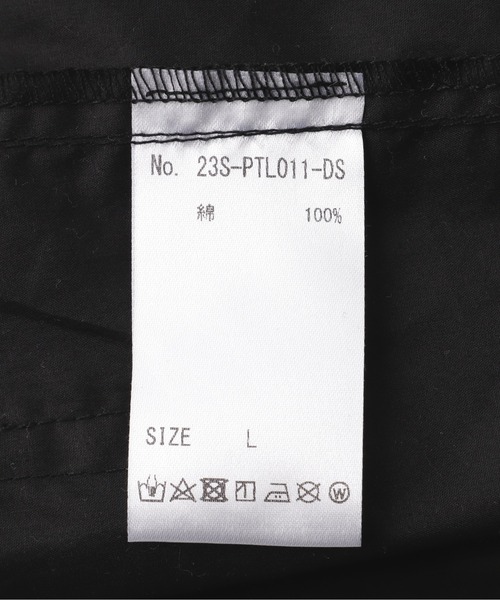 No. 23S-PTL011-DS
綿 100%
SIZE L
W